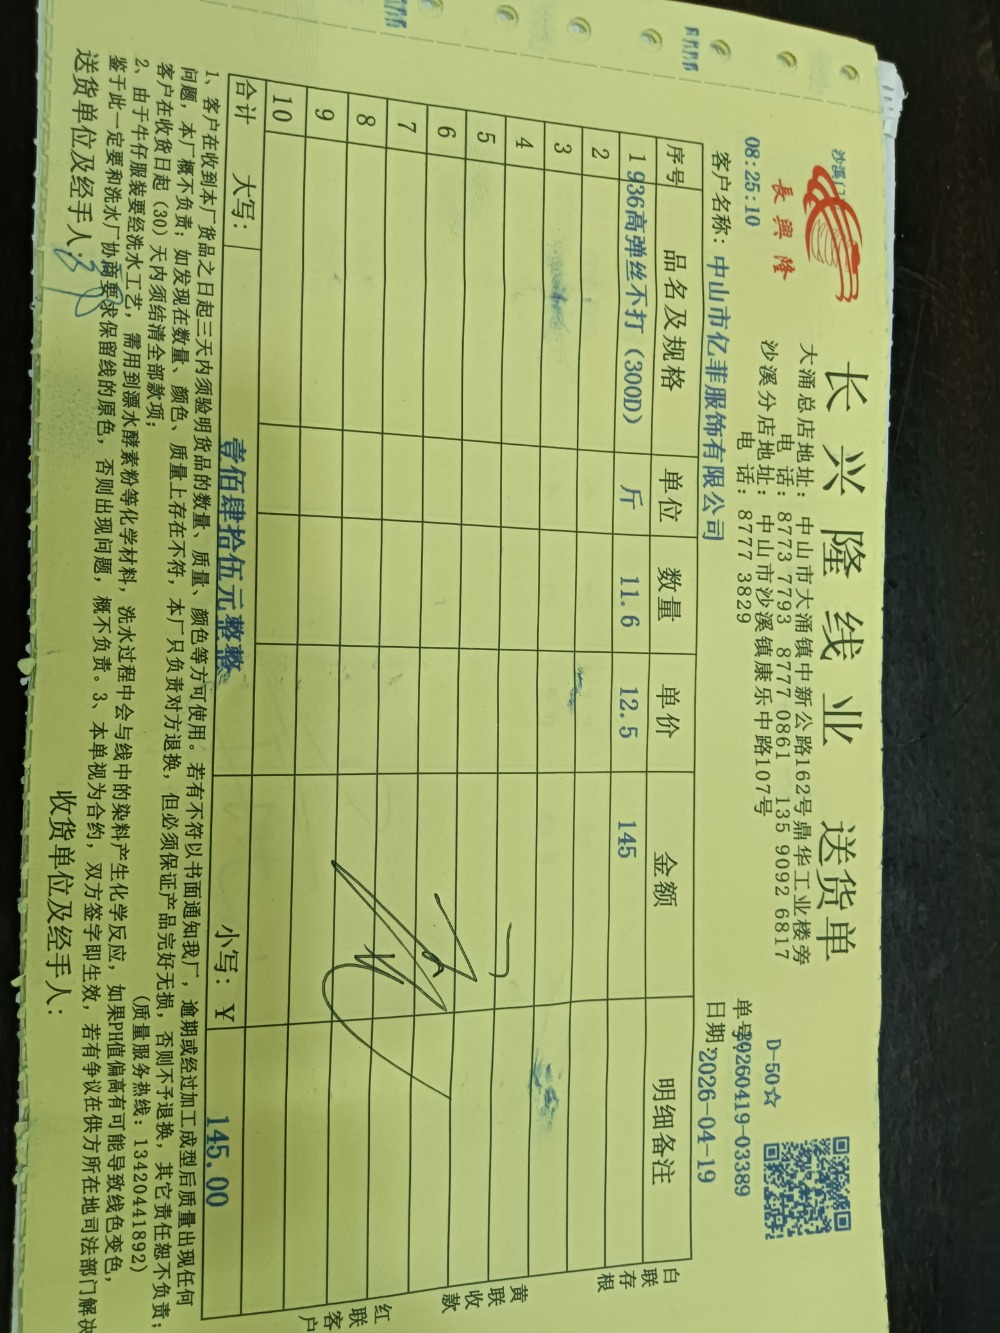 长兴隆线业 送货单
沙溪门
長興隆
大涌总店地址：中山市大涌镇中新公路162号鼎华工业楼旁
电 话：8773 7793 8777 0861 135 9092 6817
沙溪分店地址：中山市沙溪镇康乐中路107号
电 话：8777 3829
D-50☆
08:25:10
单号:20260419-03389
客户名称：中山市亿菲服饰有限公司
日期:2026-04-19
序号 品名及规格 单位 数量 单价 金额 明细备注
1 936高弹丝不打（300D） 斤 11.6 12.5 145
2
3
4
5
6
7
8
9
10
合计 大写： 壹佰肆拾伍元整整 小写：¥ 145.00
1、客户在收到本厂货品之日起三天内须验明货品的数量、质量、颜色等方可使用。若有不符以书面通知我厂，逾期或经过加工成型后质量出现任何
问题，本厂概不负责；如发现在数量、颜色、质量上存在不符，本厂只负责对方退换，但必须保证产品完好无损，否则不予退换，其它责任恕不负责；
客户在收货日起（30）天内须结清全部款项；
(质量服务热线：13420441892)
2、由于牛仔服装要经洗水工艺，需用到漂水酵素粉等化学材料，洗水过程中会与线中的染料产生化学反应，如果PH值偏高有可能导致线色变色，
鉴于此一定要和洗水厂协商要求保留线的原色，否则出现问题，概不负责。3、本单视为合约，双方签字即生效，若有争议在供方所在地司法部门解决
送货单位及经手人：
收货单位及经手人：
白联存根
黄联收款
红联客户